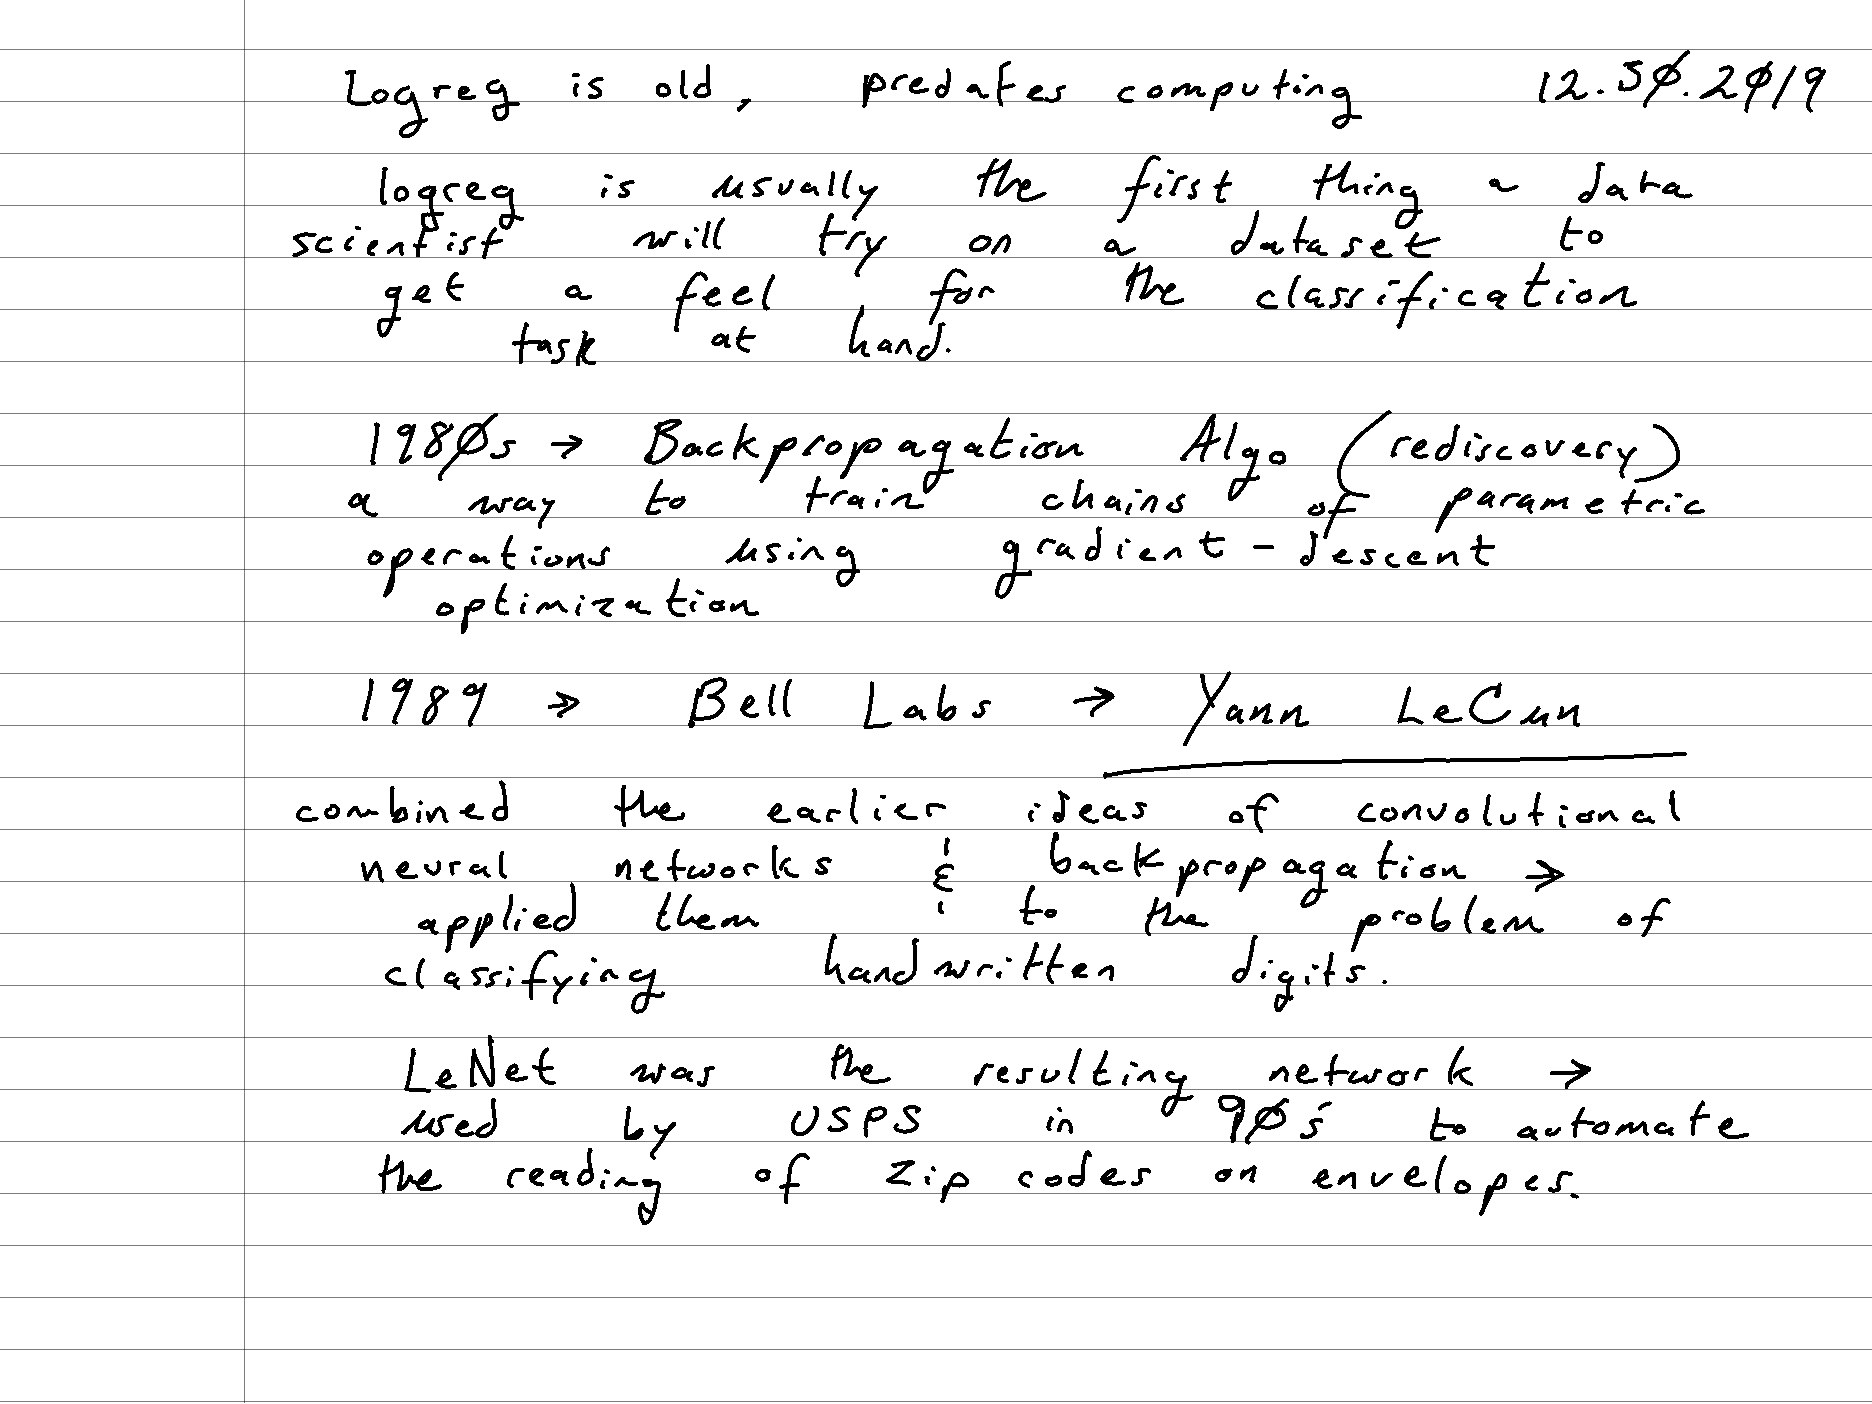 Logreg is old, predates computing 12.30.2019
logreg is usually the first thing a data
scientist will try on a dataset to
get a feel for the classification
task at hand.
1980s → Backpropagation Algo (rediscovery)
a way to train chains of parametric
operations using gradient-descent
optimization
1989 → Bell Labs → Yann LeCun
combined the earlier ideas of convolutional
neural networks & backpropagation →
applied them to the problem of
classifying handwritten digits.
LeNet was the resulting network →
used by USPS in 90s' to automate
the reading of zip codes on envelopes.